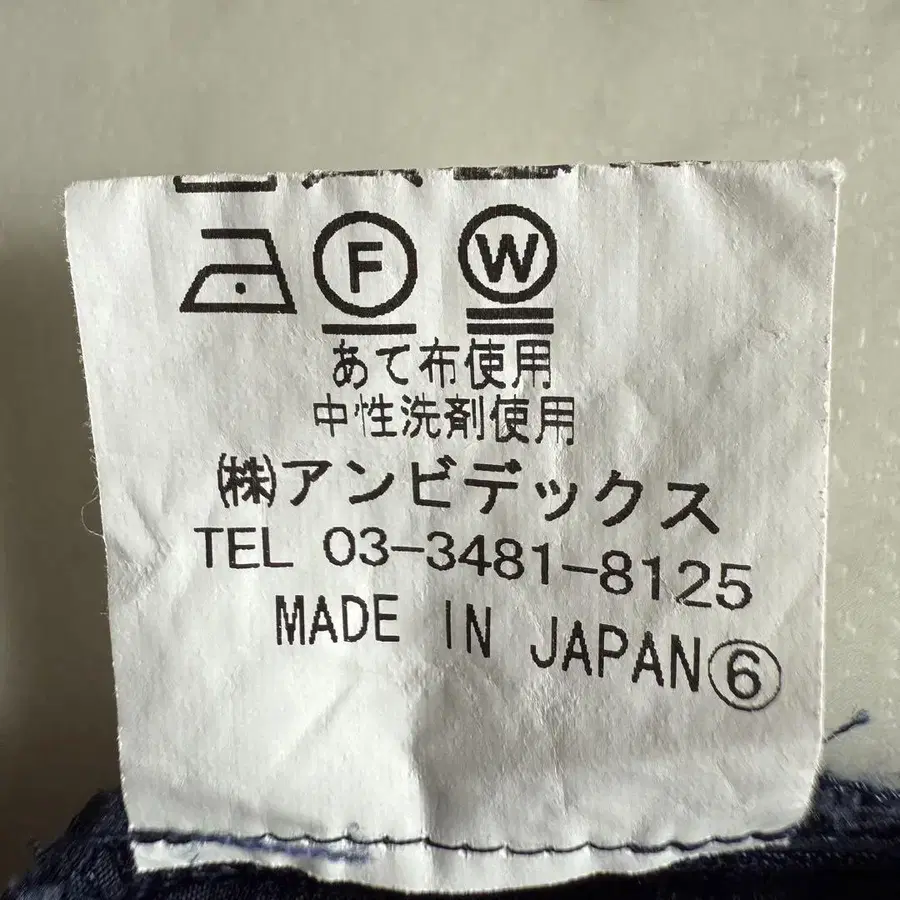 F W
あて布使用
中性洗剤使用
㈱アンビデックス
TEL 03-3481-8125
MADE IN JAPAN⑥